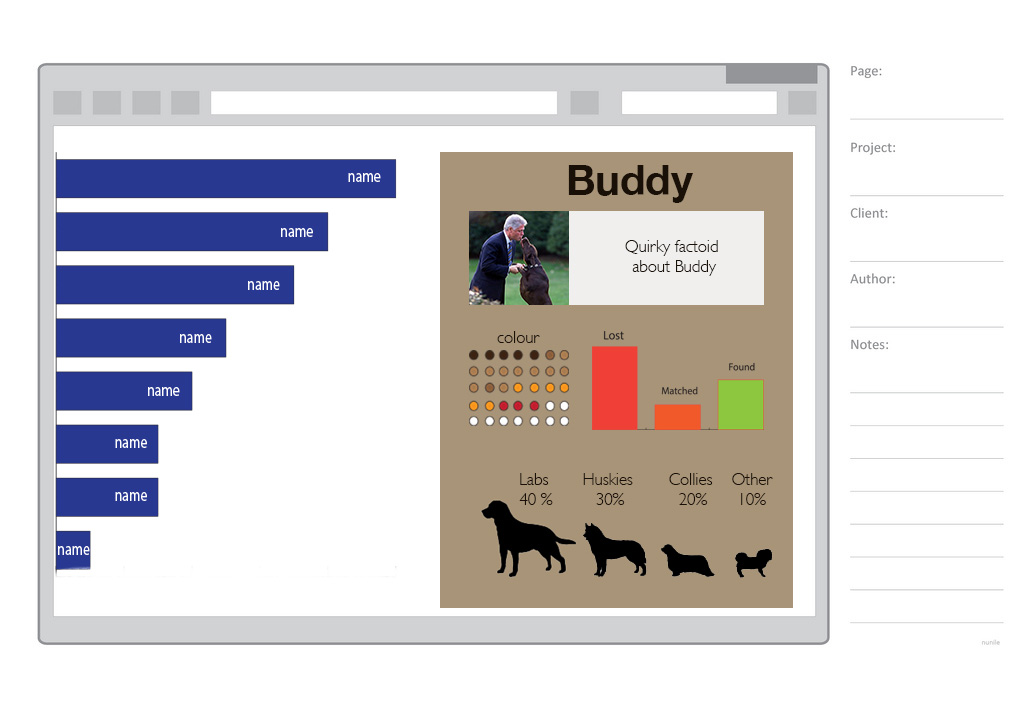 name
name
name
name
name
name
name
name
Buddy
Quirky factoid
about Buddy
colour
Lost
Matched
Found
Labs
40 %
Huskies
30%
Collies
20%
Other
10%
Page:
Project:
Client:
Author:
Notes:
nunife